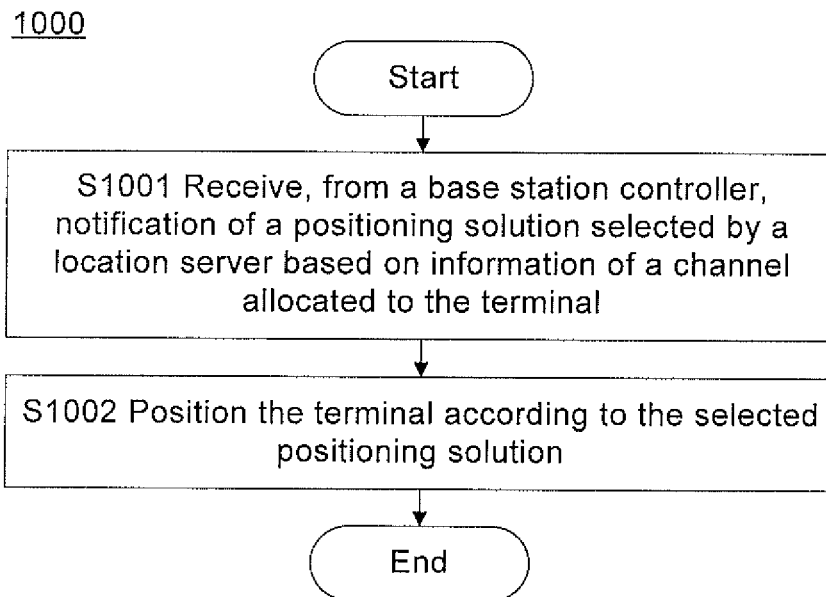 1000
Start
S1001 Receive, from a base station controller,
notification of a positioning solution selected by a
location server based on information of a channel
allocated to the terminal
S1002 Position the terminal according to the selected
positioning solution
End